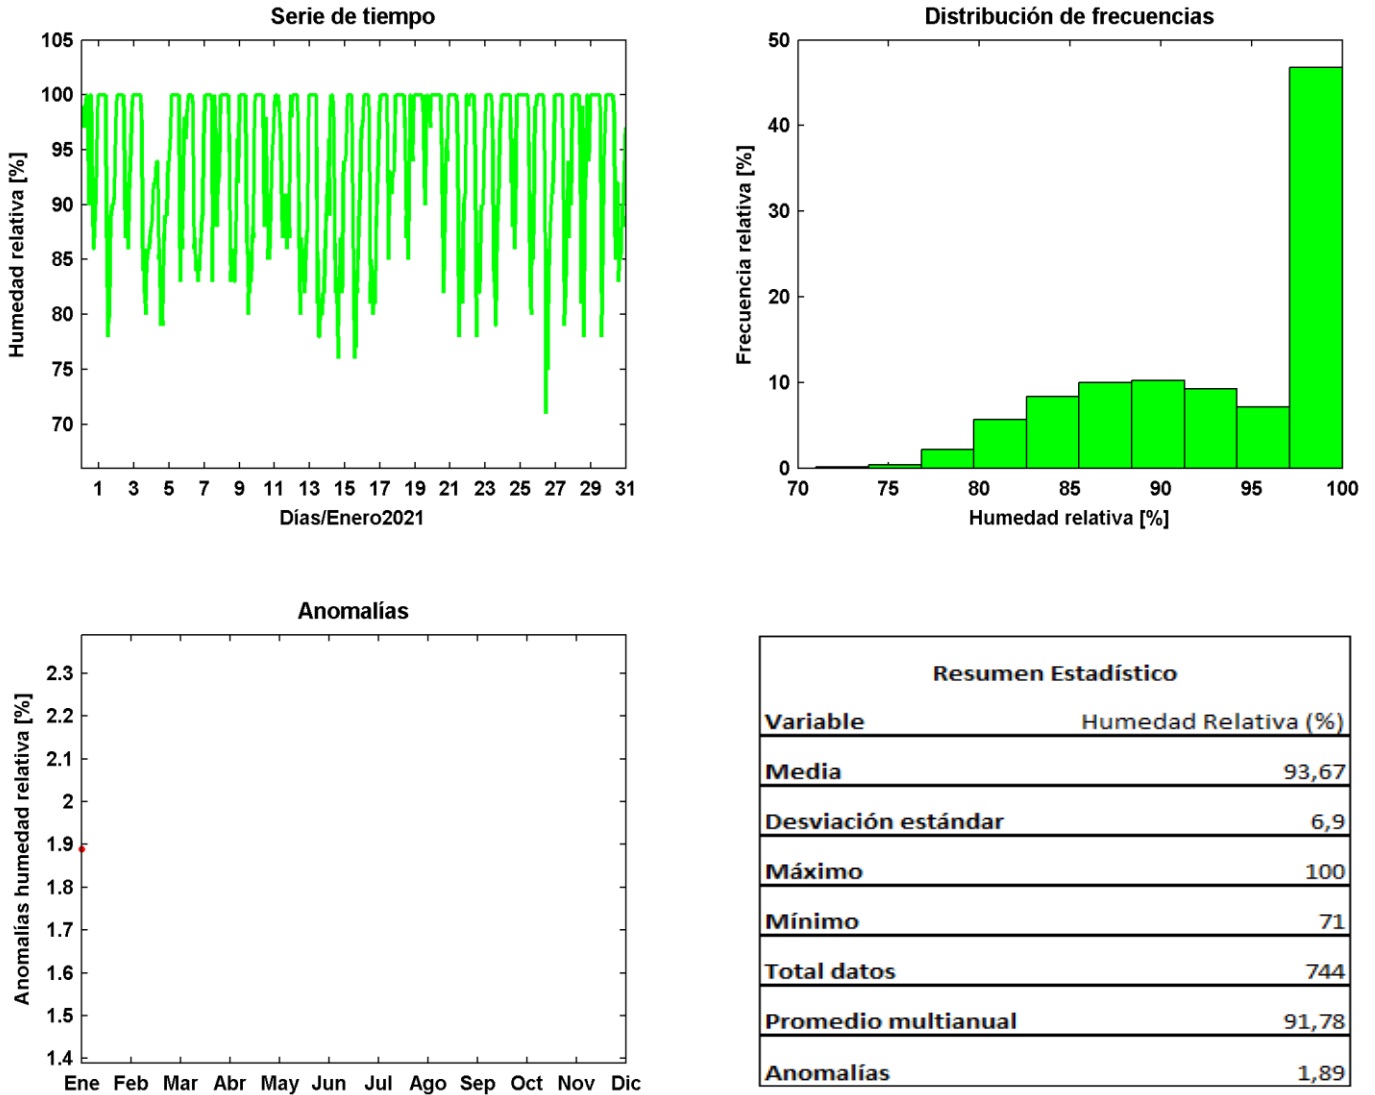 Serie de tiempo
105
100
95
90
85
80
75
70
Humedad relativa [%]
1 3 5 7 9 11 13 15 17 19 21 23 25 27 29 31
Días/Enero2021
Distribución de frecuencias
50
40
30
20
10
0
Frecuencia relativa [%]
70 75 80 85 90 95 100
Humedad relativa [%]
Anomalías
2.3
2.2
2.1
2
1.9
1.8
1.7
1.6
1.5
1.4
Anomalías humedad relativa [%]
Ene Feb Mar Abr May Jun Jul Ago Sep Oct Nov Dic
Resumen Estadístico
Variable Humedad Relativa (%)
Media 93,67
Desviación estándar 6,9
Máximo 100
Mínimo 71
Total datos 744
Promedio multianual 91,78
Anomalías 1,89